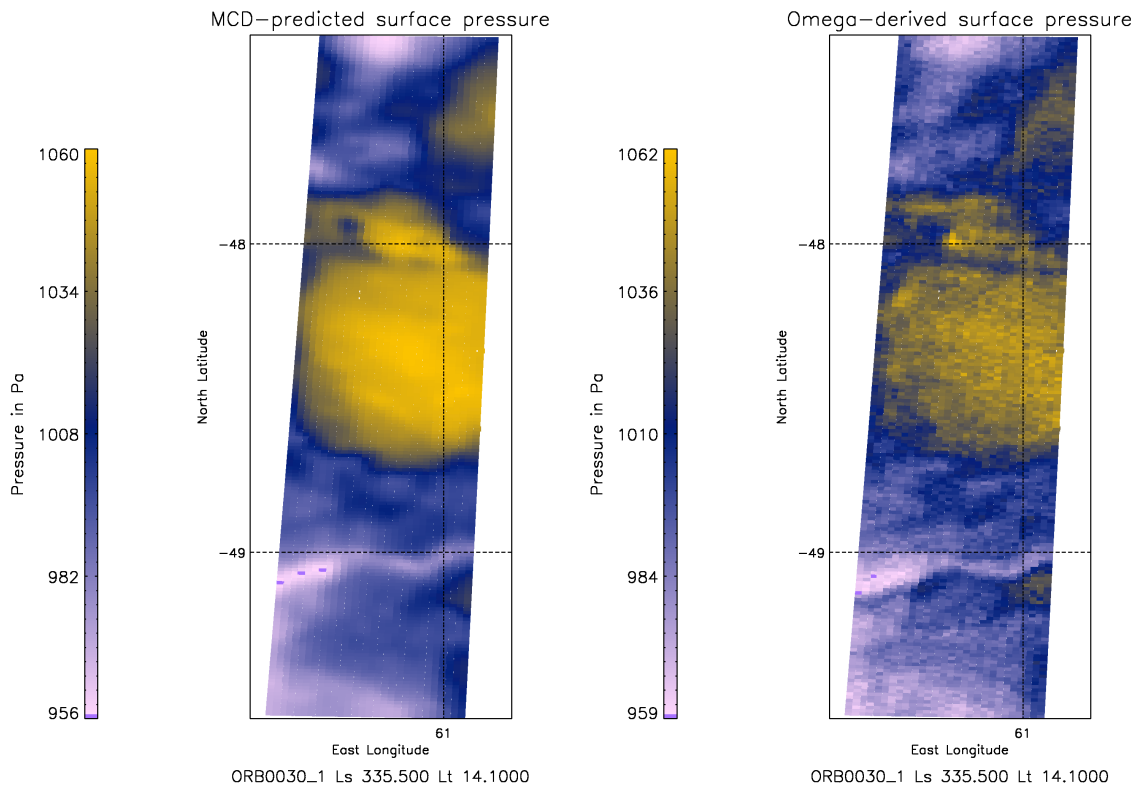 MCD-predicted surface pressure
1060
1034
1008
982
956
Pressure in Pa
-48
-49
North Latitude
61
East Longitude
ORB0030_1 Ls 335.500 Lt 14.1000
Omega-derived surface pressure
1062
1036
1010
984
959
Pressure in Pa
-48
-49
North Latitude
61
East Longitude
ORB0030_1 Ls 335.500 Lt 14.1000